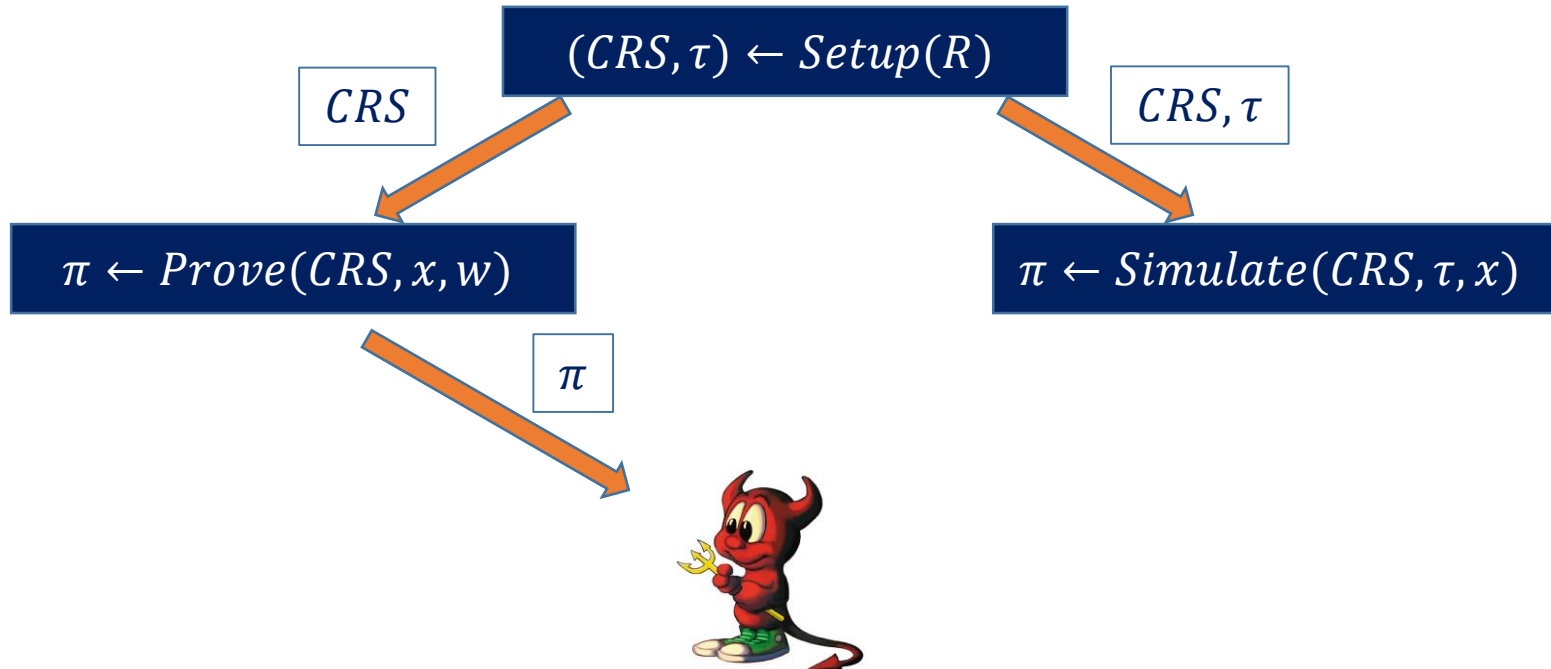 (CRS, τ) ← Setup(R)
CRS
CRS, τ
π ← Prove(CRS, x, w)
π ← Simulate(CRS, τ, x)
π